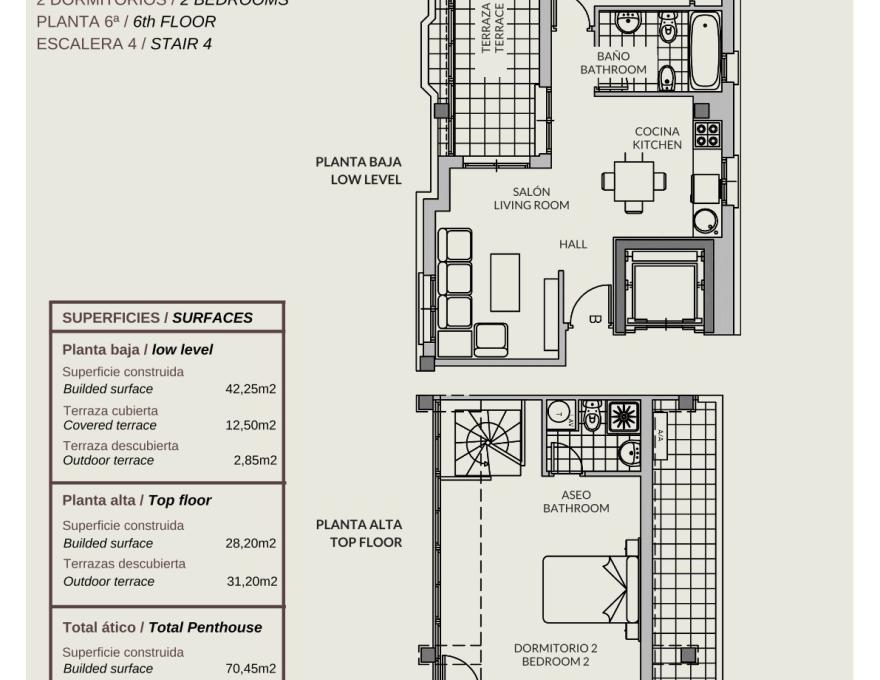 2 DORMITORIOS / 2 BEDROOMS
PLANTA 6ª / 6th FLOOR
ESCALERA 4 / STAIR 4
TERRAZA
TERRACE
BAÑO
BATHROOM
COCINA
KITCHEN
PLANTA BAJA
LOW LEVEL
SALÓN
LIVING ROOM
HALL
B
SUPERFICIES / SURFACES
Planta baja / low level
Superficie construida
Builded surface 42,25m2
Terraza cubierta
Covered terrace 12,50m2
Terraza descubierta
Outdoor terrace 2,85m2
Planta alta / Top floor
Superficie construida
Builded surface 28,20m2
Terrazas descubierta
Outdoor terrace 31,20m2
Total ático / Total Penthouse
Superficie construida
Builded surface 70,45m2
T
A/A
ASEO
BATHROOM
PLANTA ALTA
TOP FLOOR
DORMITORIO 2
BEDROOM 2